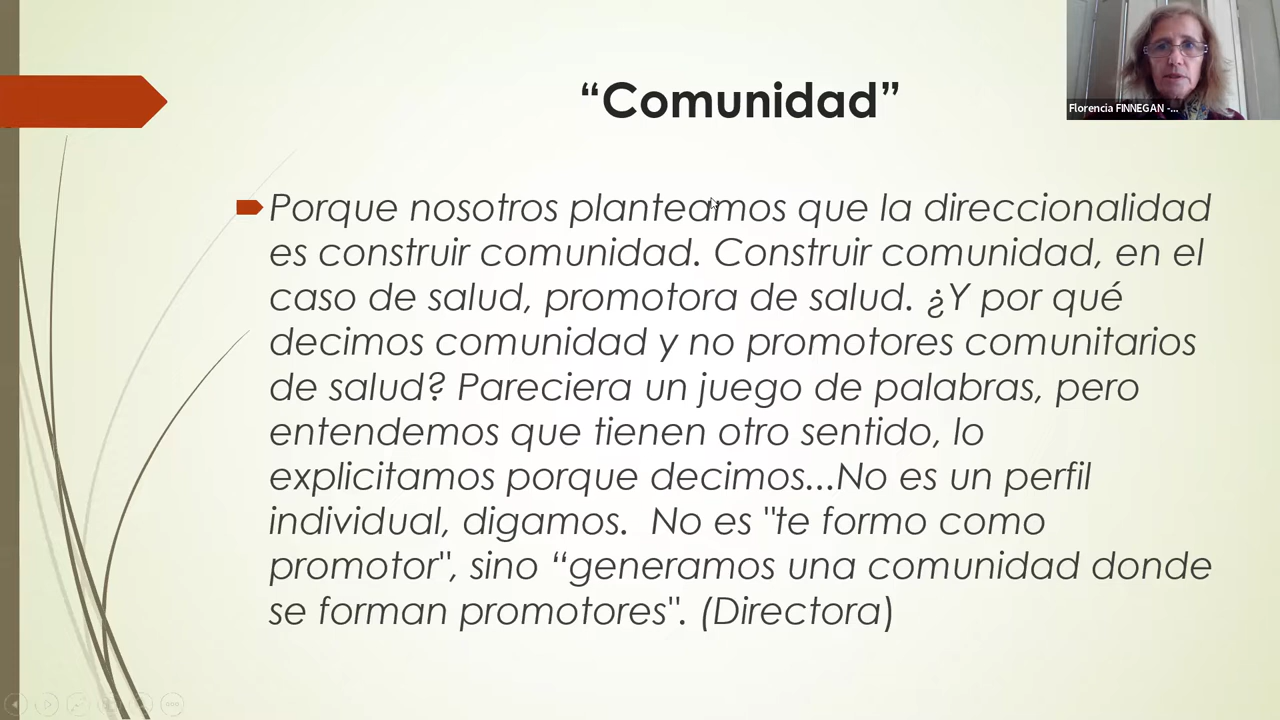 “Comunidad”
Florencia FINNEGAN -...
Porque nosotros planteamos que la direccionalidad
es construir comunidad. Construir comunidad, en el
caso de salud, promotora de salud. ¿Y por qué
decimos comunidad y no promotores comunitarios
de salud? Pareciera un juego de palabras, pero
entendemos que tienen otro sentido, lo
explicitamos porque decimos...No es un perfil
individual, digamos.  No es "te formo como
promotor", sino “generamos una comunidad donde
se forman promotores". (Directora)